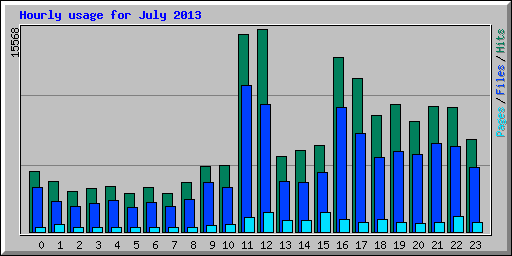 Hourly usage for July 2013
15568
Pages/Files/Hits
0 1 2 3 4 5 6 7 8 9 10 11 12 13 14 15 16 17 18 19 20 21 22 23